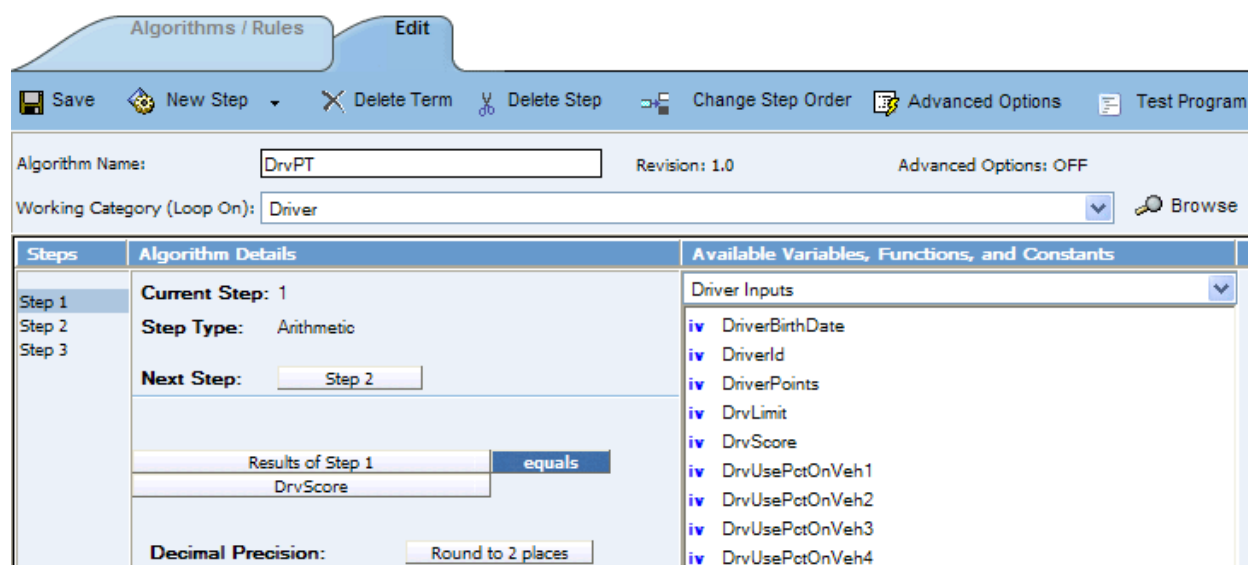 Algorithms / Rules Edit
Save New Step Delete Term Delete Step Change Step Order Advanced Options Test Program
Algorithm Name: DrvPT Revision: 1.0 Advanced Options: OFF
Working Category (Loop On): Driver Browse
Steps Algorithm Details Available Variables, Functions, and Constants
Step 1
Step 2
Step 3
Current Step: 1
Step Type: Arithmetic
Next Step: Step 2
Results of Step 1 equals
DrvScore
Decimal Precision: Round to 2 places
Driver Inputs
iv DriverBirthDate
iv DriverId
iv DriverPoints
iv DrvLimit
iv DrvScore
iv DrvUsePctOnVeh1
iv DrvUsePctOnVeh2
iv DrvUsePctOnVeh3
iv DrvUsePctOnVeh4